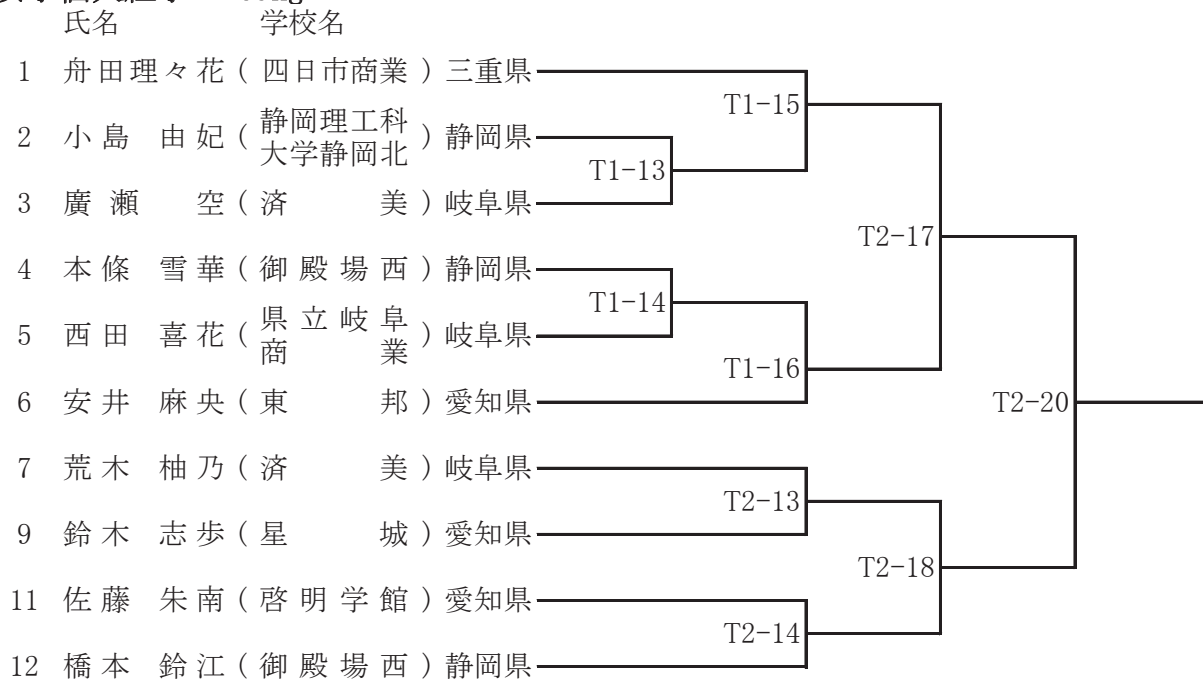 氏名 学校名
1 舟田理々花 ( 四日市商業 ) 三重県
T1-15
2 小島 由妃 ( 静岡理工科大学静岡北 ) 静岡県
T1-13
3 廣瀬 空 ( 済美 ) 岐阜県
T2-17
4 本條 雪華 ( 御殿場西 ) 静岡県
T1-14
5 西田 喜花 ( 県立岐阜商業 ) 岐阜県
T1-16
6 安井 麻央 ( 東邦 ) 愛知県
T2-20
7 荒木 柚乃 ( 済美 ) 岐阜県
T2-13
9 鈴木 志歩 ( 星城 ) 愛知県
T2-18
11 佐藤 朱南 ( 啓明学館 ) 愛知県
T2-14
12 橋本 鈴江 ( 御殿場西 ) 静岡県